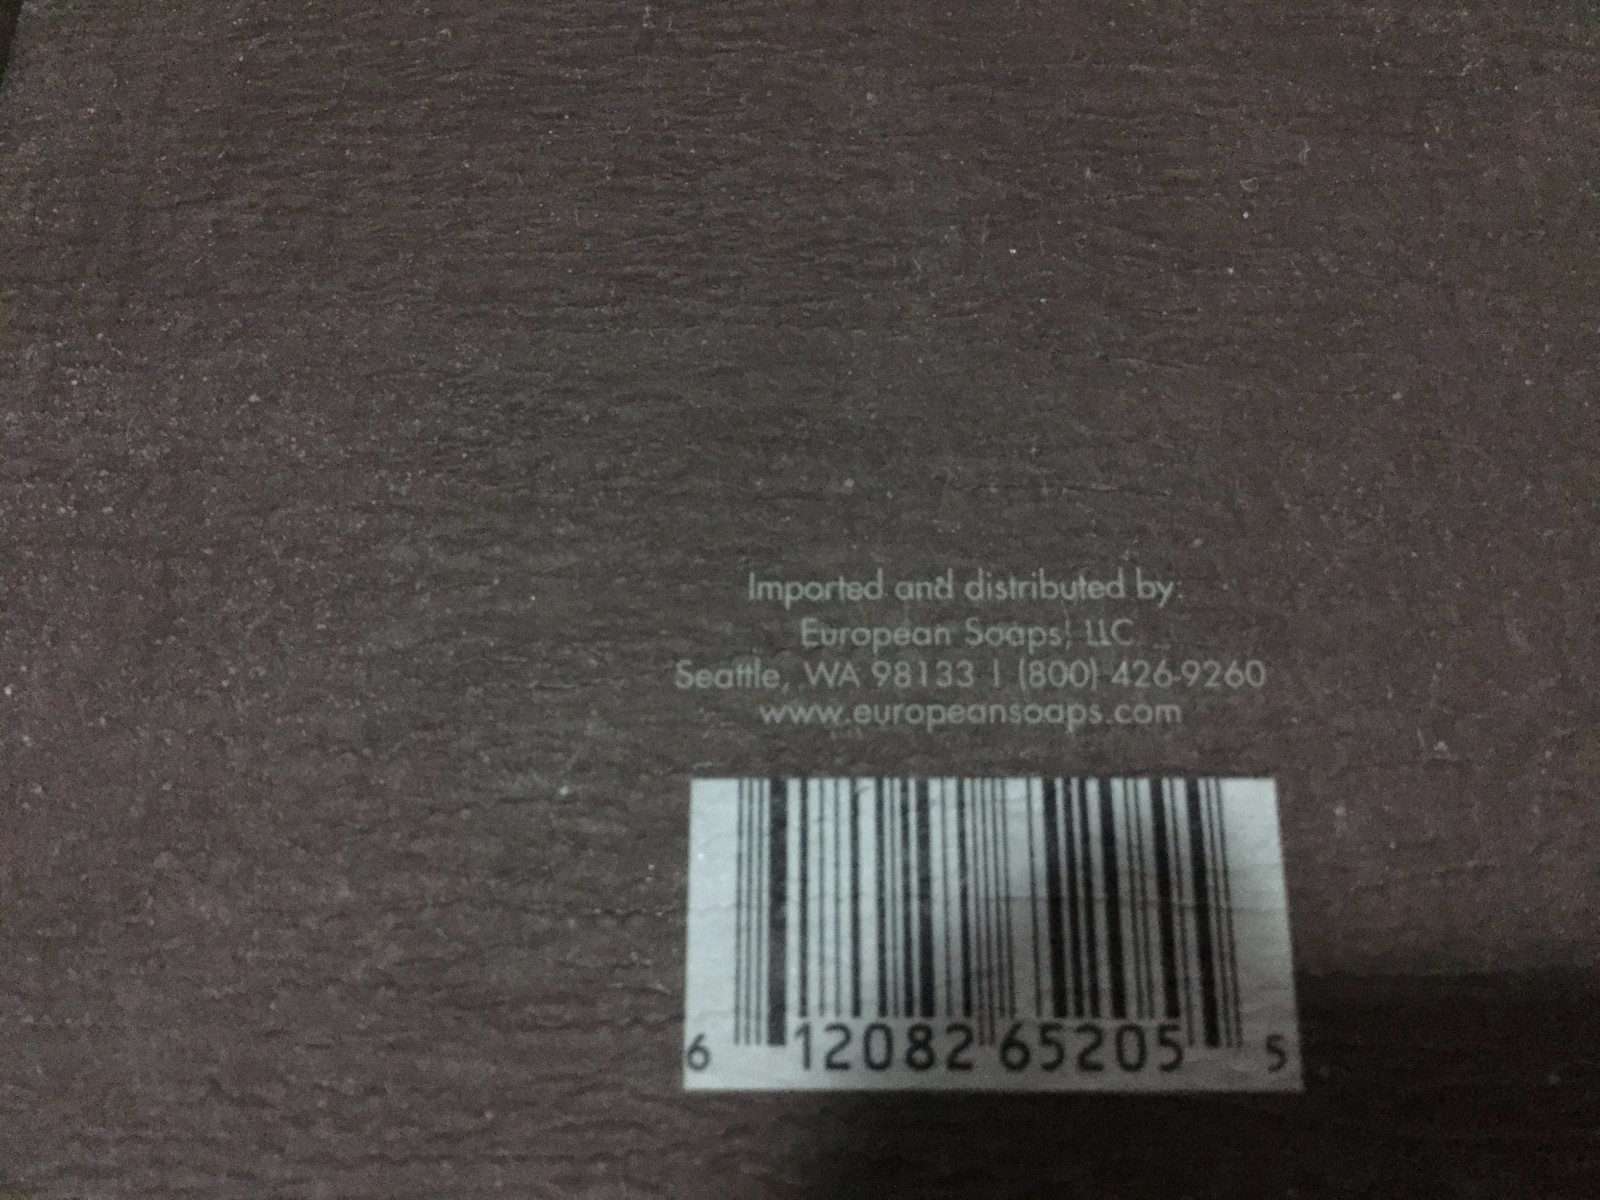 Imported and distributed by:
European Soaps, LLC
Seattle, WA 98133 | (800) 426-9260
www.europeansoaps.com
6 12082 65205 5